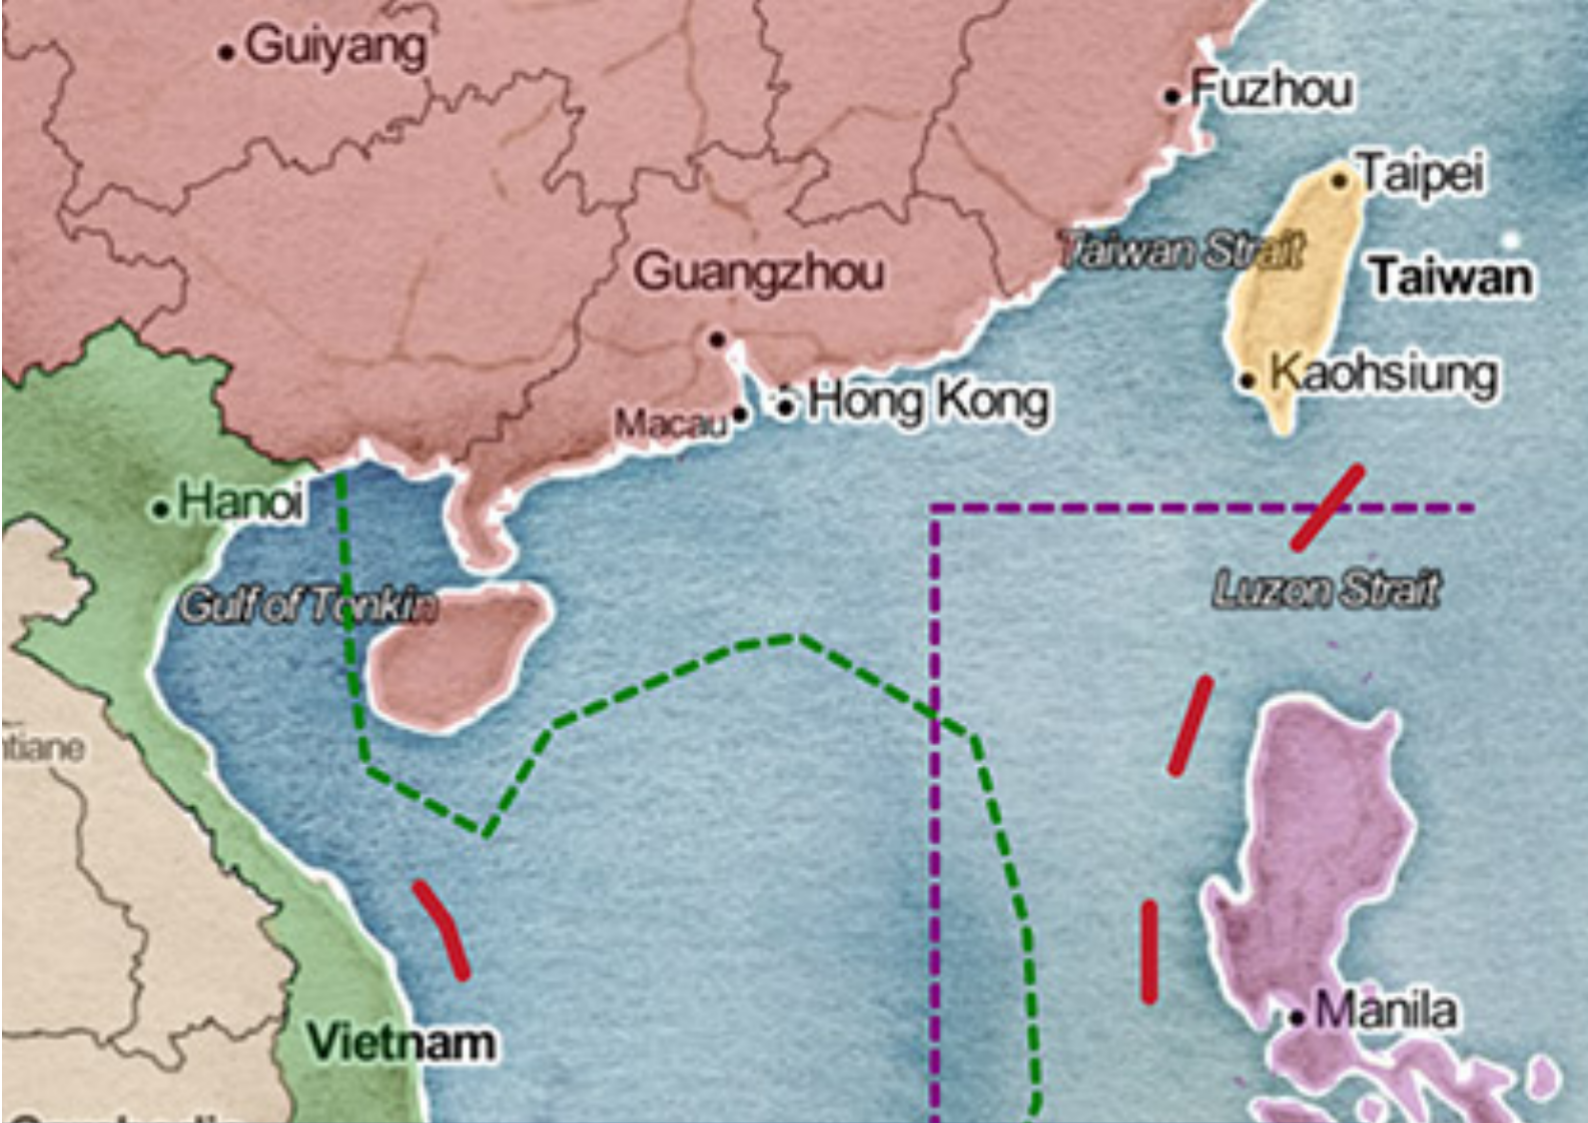 Guiyang
Fuzhou
Taipei
Taiwan Strait
Guangzhou
Taiwan
Kaohsiung
Hong Kong
Macau
Hanoi
Luzon Strait
Gulf of Tonkin
ntiane
Manila
Vietnam